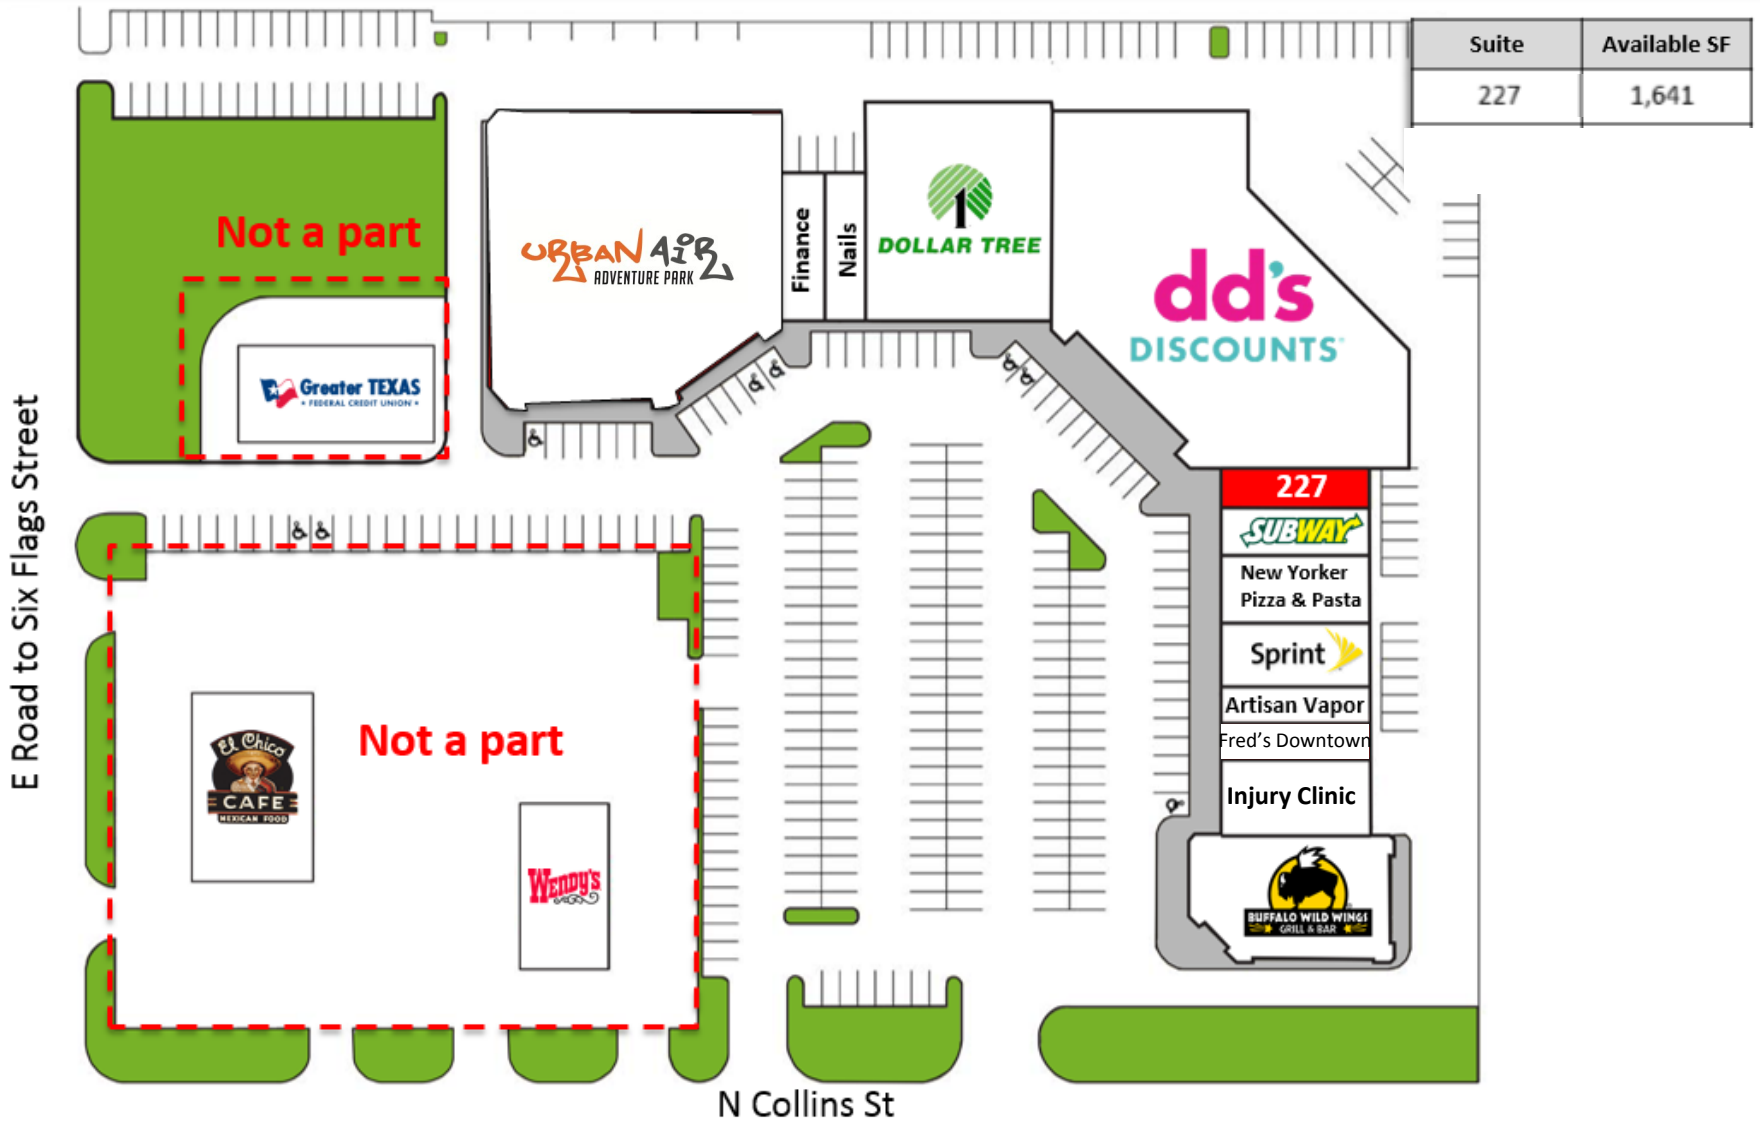 Suite Available SF
227 1,641
Not a part
URBAN AIR
ADVENTURE PARK
Finance
Nails
1
DOLLAR TREE
dd's
DISCOUNTS
Greater TEXAS
FEDERAL CREDIT UNION
E Road to Six Flags Street
227
SUBWAY
New Yorker
Pizza & Pasta
Sprint
Artisan Vapor
Fred's Downtown
Injury Clinic
BUFFALO WILD WINGS
GRILL & BAR
Not a part
El Chico
CAFE
MEXICAN FOOD
WENDY'S
N Collins St